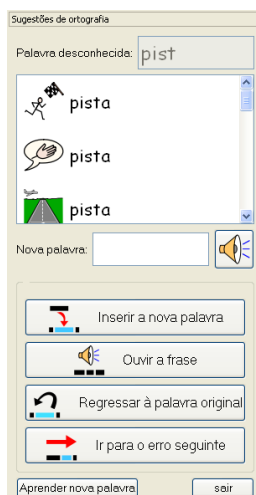 Sugestões de ortografia
Palavra desconhecida: pist
pista
pista
pista
Nova palavra:
Inserir a nova palavra
Ouvir a frase
Regressar à palavra original
Ir para o erro seguinte
Aprender nova palavra sair